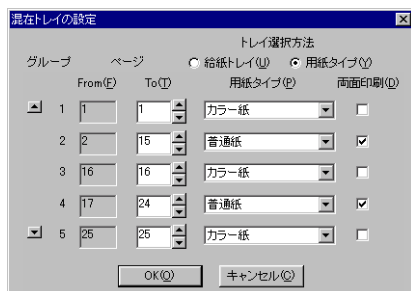 混在トレイの設定
トレイ選択方法
グループ ページ 給紙トレイ(U) 用紙タイプ(Y)
From(F) To(T) 用紙タイプ(P) 両面印刷(D)
1 1 1 カラー紙
2 2 15 普通紙
3 16 16 カラー紙
4 17 24 普通紙
5 25 25 カラー紙
OK(O) キャンセル(C)